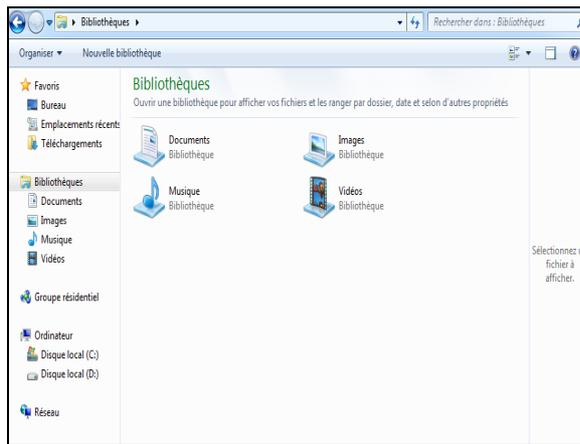 Bibliothèques
Rechercher dans : Bibliothèques
Organiser
Nouvelle bibliothèque
Favoris
Bureau
Emplacements récents
Téléchargements
Bibliothèques
Documents
Images
Musique
Vidéos
Groupe résidentiel
Ordinateur
Disque local (C:)
Disque local (D:)
Réseau
Bibliothèques
Ouvrir une bibliothèque pour afficher vos fichiers et les ranger par dossier, date et selon d'autres propriétés
Documents
Bibliothèque
Images
Bibliothèque
Musique
Bibliothèque
Vidéos
Bibliothèque
Sélectionnez
fichier à
afficher.